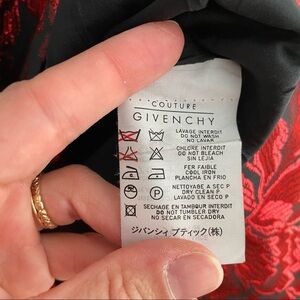 COUTURE
GIVENCHY
LAVAGE INTERDIT
DO NOT WASH
NO LAVAR
CHLORE INTERDIT
DO NOT BLEACH
SIN LEJIA
FER FAIBLE
COOL IRON
PLANCHA EN FRIO
NETTOYAGE A SEC P
DRY CLEAN P
LAVADO EN SECO P
SECHAGE EN TAMBOUR INTERDIT
DO NOT TUMBLER DRY
NO SECAR EN SECADORA
ジバンシィ ブティック(株)